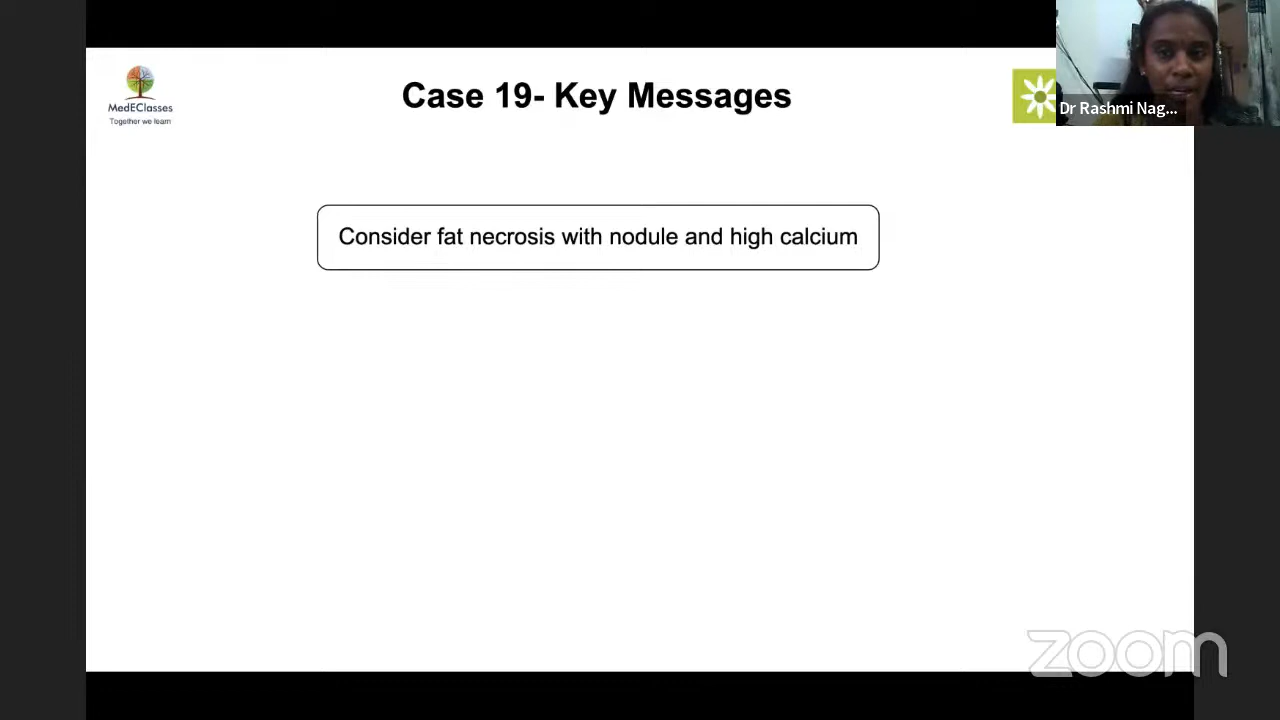 Case 19- Key Messages
MedEClasses
Together we learn
Dr Rashmi Nag...
Consider fat necrosis with nodule and high calcium
zoom